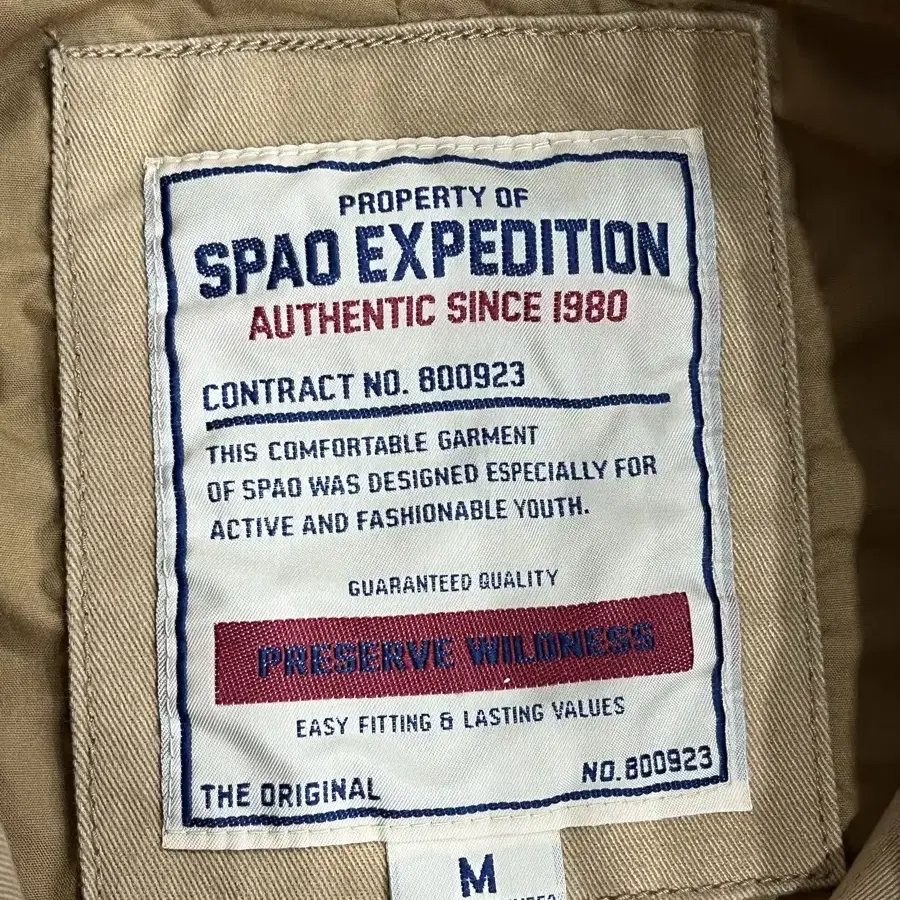 PROPERTY OF
SPAO EXPEDITION
AUTHENTIC SINCE 1980
CONTRACT NO. 800923
THIS COMFORTABLE GARMENT
OF SPAO WAS DESIGNED ESPECIALLY FOR
ACTIVE AND FASHIONABLE YOUTH.
GUARANTEED QUALITY
PRESERVE WILDNESS
EASY FITTING & LASTING VALUES
THE ORIGINAL
NO.800923
M